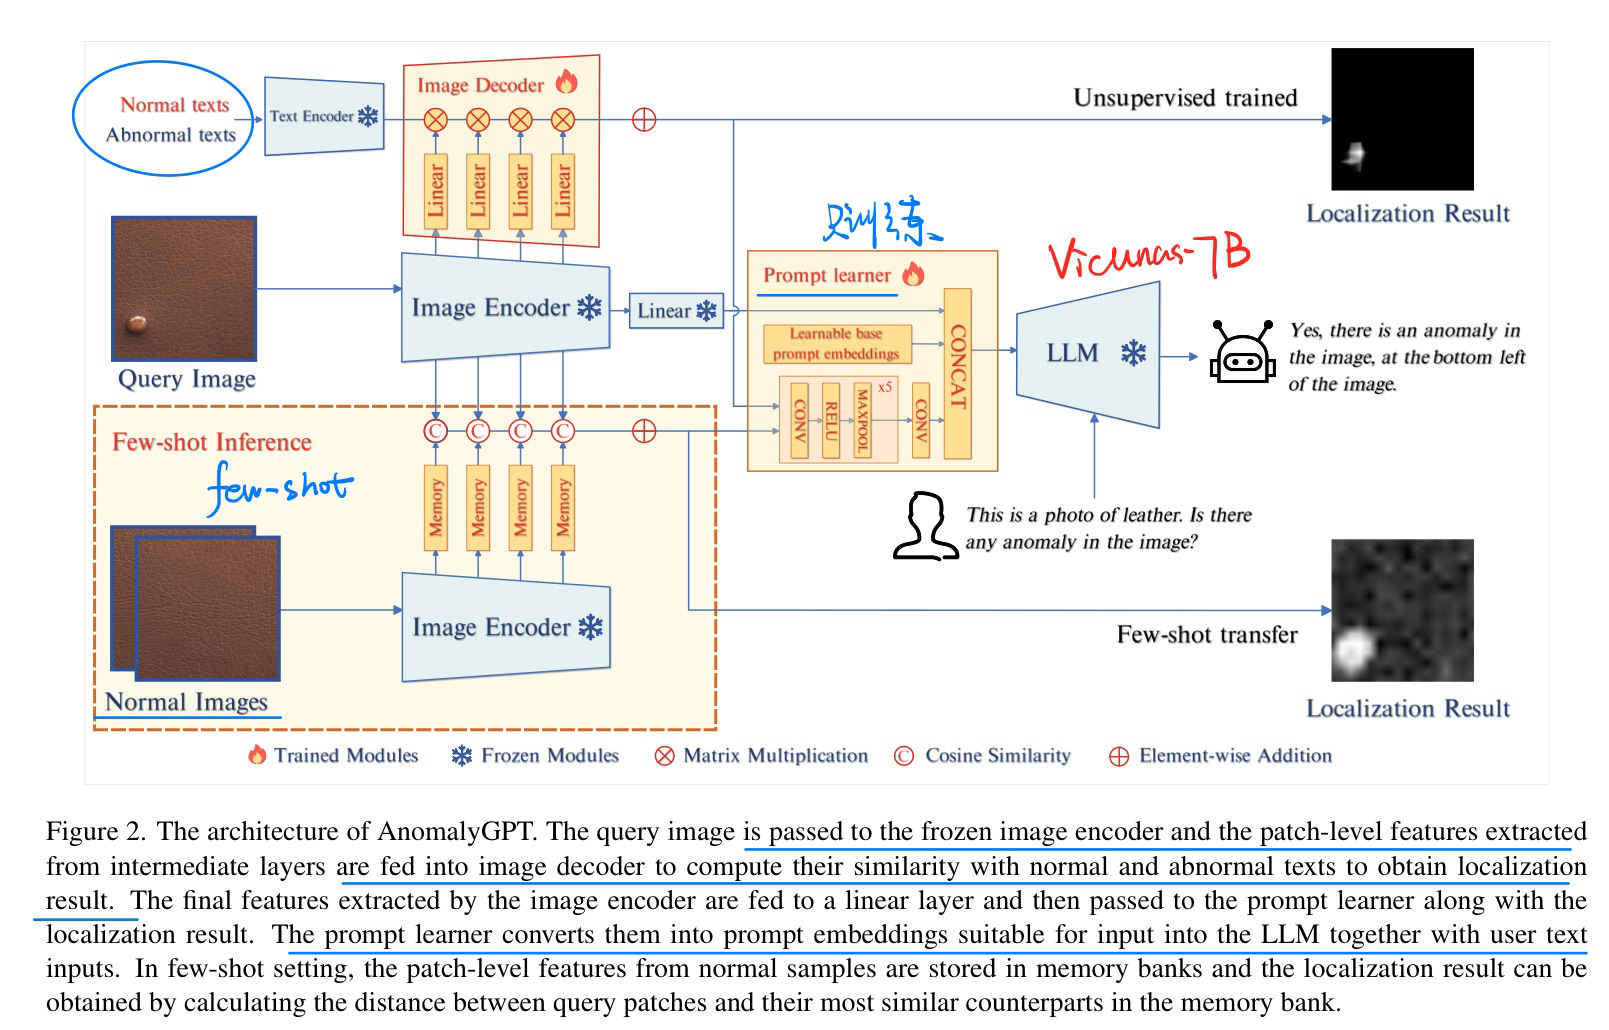 Normal texts
Abnormal texts
Text Encoder
Image Decoder
Linear
Linear
Linear
Linear
Unsupervised trained
Localization Result
Query Image
Image Encoder
Linear
训练
Prompt learner
Learnable base
prompt embeddings
x5
CONV
RELU
MAXPOOL
CONV
CONCAT
Vicunas-7B
LLM
Yes, there is an anomaly in
the image, at the bottom left
of the image.
This is a photo of leather. Is there
any anomaly in the image?
Few-shot Inference
few-shot
C
C
C
C
Memory
Memory
Memory
Memory
Image Encoder
Normal Images
Few-shot transfer
Localization Result
Trained Modules
Frozen Modules
Matrix Multiplication
C Cosine Similarity
Element-wise Addition
Figure 2. The architecture of AnomalyGPT. The query image is passed to the frozen image encoder and the patch-level features extracted
from intermediate layers are fed into image decoder to compute their similarity with normal and abnormal texts to obtain localization
result. The final features extracted by the image encoder are fed to a linear layer and then passed to the prompt learner along with the
localization result. The prompt learner converts them into prompt embeddings suitable for input into the LLM together with user text
inputs. In few-shot setting, the patch-level features from normal samples are stored in memory banks and the localization result can be
obtained by calculating the distance between query patches and their most similar counterparts in the memory bank.